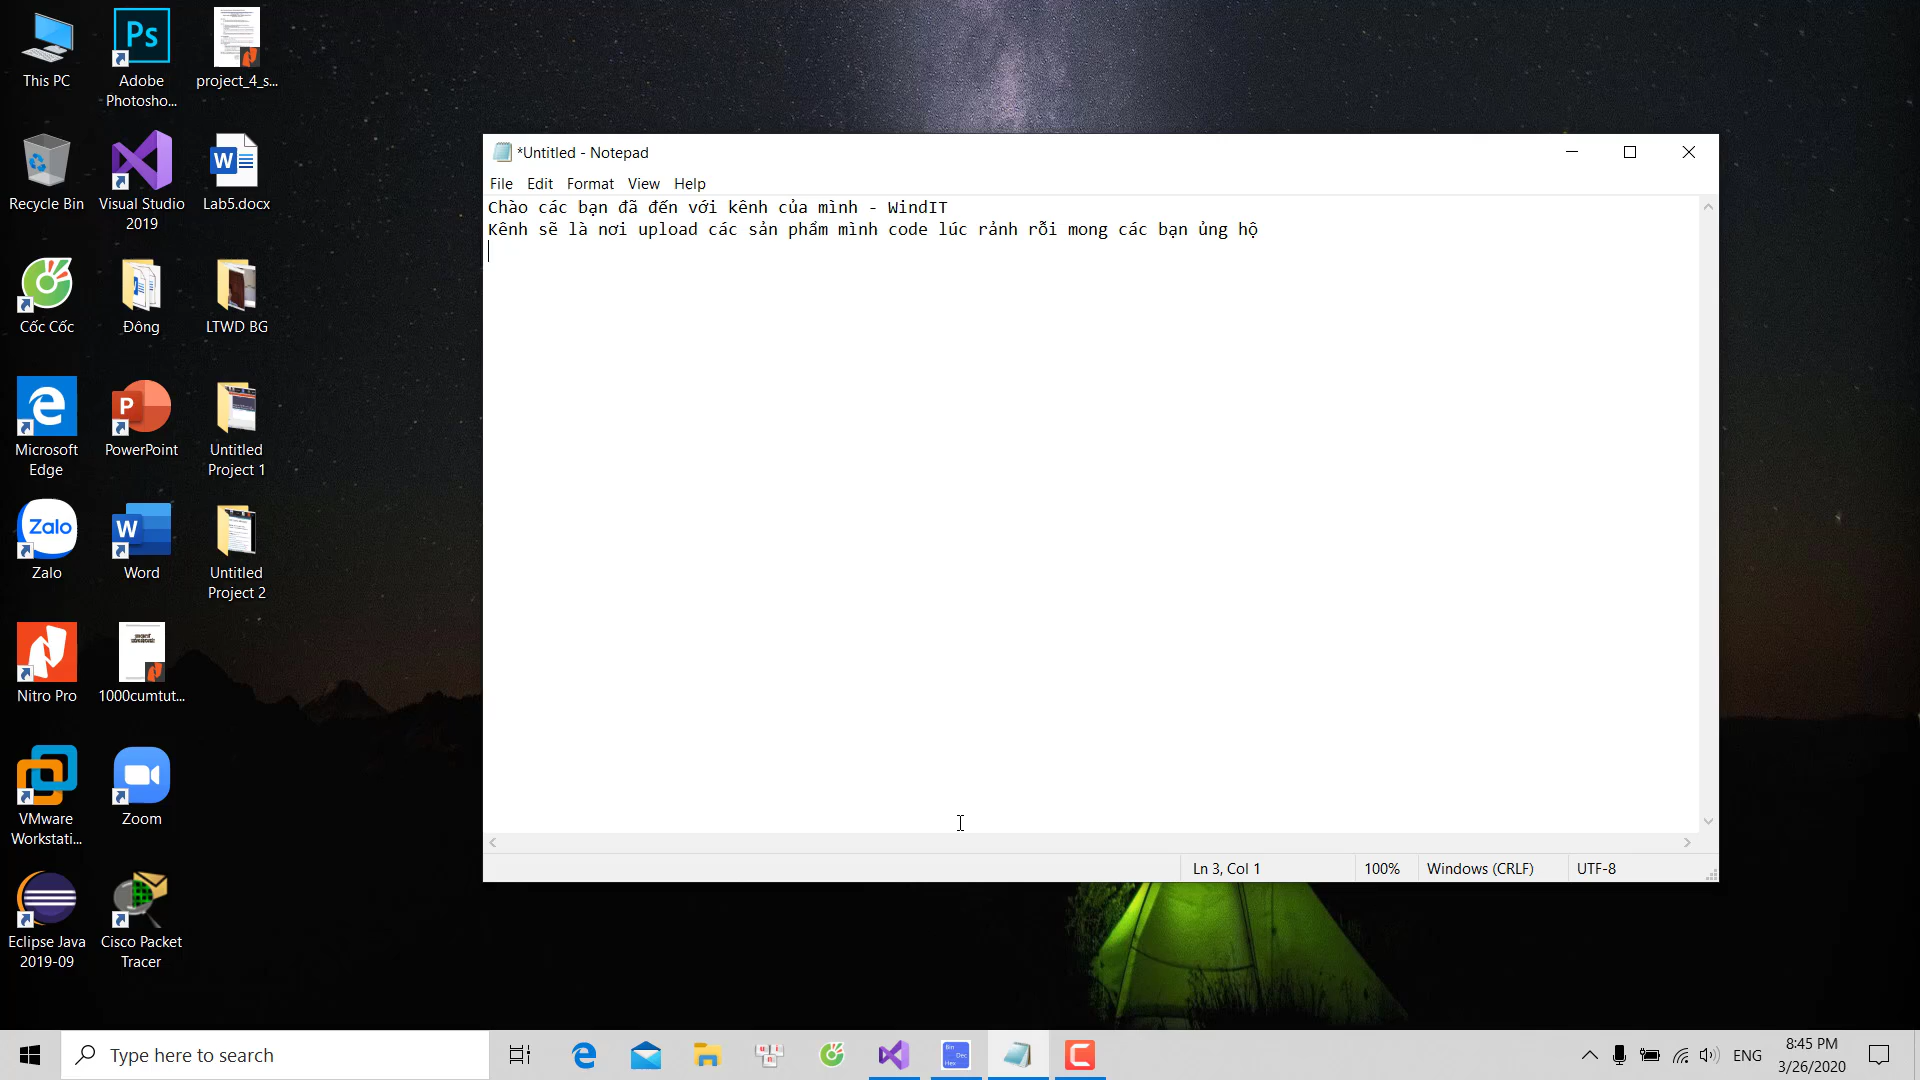 This PC
Adobe
Photosho...
project_4_s...
Recycle Bin
Visual Studio
2019
Lab5.docx
Cốc Cốc
Đông
LTWD BG
Microsoft
Edge
PowerPoint
Untitled
Project 1
Zalo
Zalo
Word
Untitled
Project 2
Nitro Pro
1000cumtut...
VMware
Workstati...
Zoom
Eclipse Java
2019-09
Cisco Packet
Tracer
*Untitled - Notepad
File Edit Format View Help
Chào các bạn đã đến với kênh của mình - WindIT
Kênh sẽ là nơi upload các sản phẩm mình code lúc rảnh rỗi mong các bạn ủng hộ
Ln 3, Col 1 100% Windows (CRLF) UTF-8
Type here to search
Bin
Dec
Hex
ENG
8:45 PM
3/26/2020